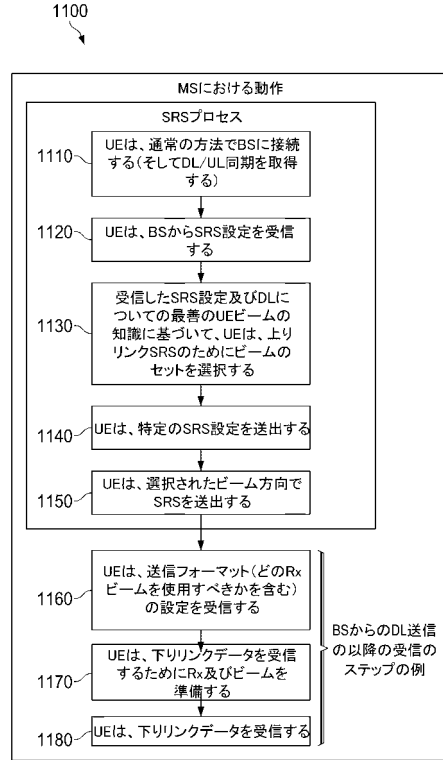 1100
MSにおける動作
SRSプロセス
1110
UEは、通常の方法でBSに接続
する(そしてDL/UL同期を取得
する)
1120
UEは、BSからSRS設定を受信
する
1130
受信したSRS設定及びDLに
ついての最善のUEビームの
知識に基づいて、UEは、上り
リンクSRSのためにビームの
セットを選択する
1140
UEは、特定のSRS設定を送出する
1150
UEは、選択されたビーム方向で
SRSを送出する
1160
UEは、送信フォーマット(どのRx
ビームを使用すべきかを含む)
の設定を受信する
1170
UEは、下りリンクデータを受信
するためにRx及びビームを
準備する
1180
UEは、下りリンクデータを受信する
BSからのDL送信
の以降の受信の
ステップの例